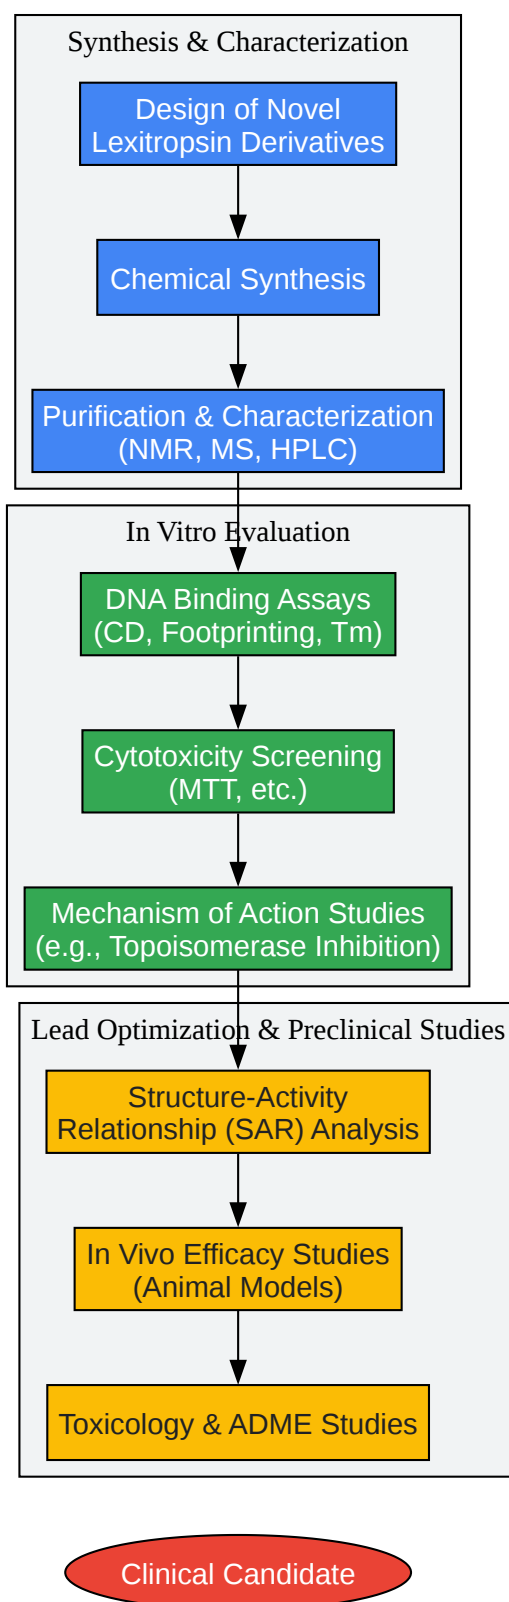 Synthesis & Characterization
Design of Novel
Lexitropsin Derivatives
Chemical Synthesis
Purification & Characterization
(NMR, MS, HPLC)
In Vitro Evaluation
DNA Binding Assays
(CD, Footprinting, Tm)
Cytotoxicity Screening
(MTT, etc.)
Mechanism of Action Studies
(e.g., Topoisomerase Inhibition)
Lead Optimization & Preclinical Studies
Structure-Activity
Relationship (SAR) Analysis
In Vivo Efficacy Studies
(Animal Models)
Toxicology & ADME Studies
Clinical Candidate